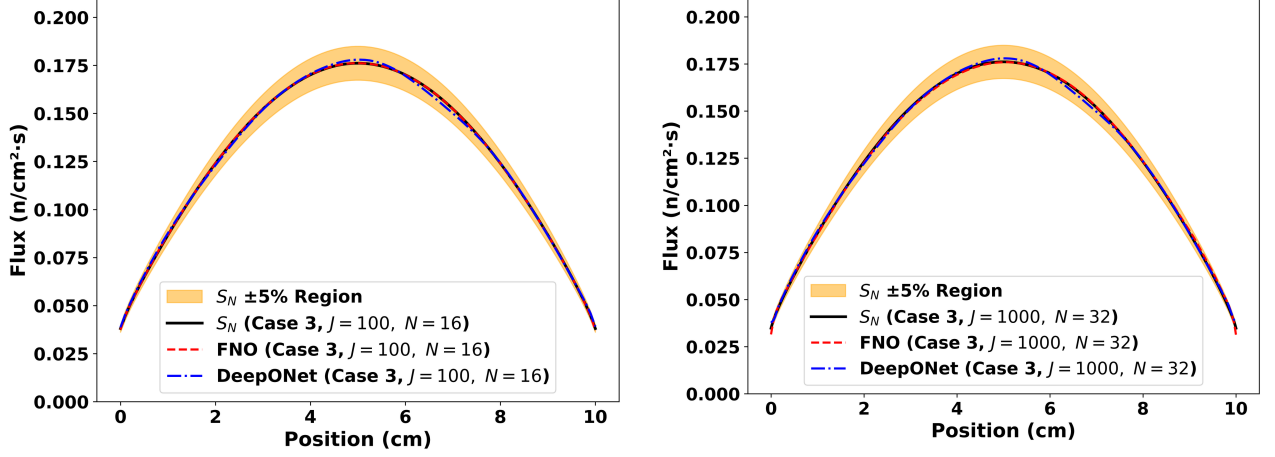 0.200
0.175
0.150
0.125
0.100
0.075
0.050
0.025
0.000
Flux (n/cm²·s)
S_N ±5% Region
S_N (Case 3, J = 100, N = 16)
FNO (Case 3, J = 100, N = 16)
DeepONet (Case 3, J = 100, N = 16)
0 2 4 6 8 10
Position (cm)
0.200
0.175
0.150
0.125
0.100
0.075
0.050
0.025
0.000
Flux (n/cm²·s)
S_N ±5% Region
S_N (Case 3, J = 1000, N = 32)
FNO (Case 3, J = 1000, N = 32)
DeepONet (Case 3, J = 1000, N = 32)
0 2 4 6 8 10
Position (cm)